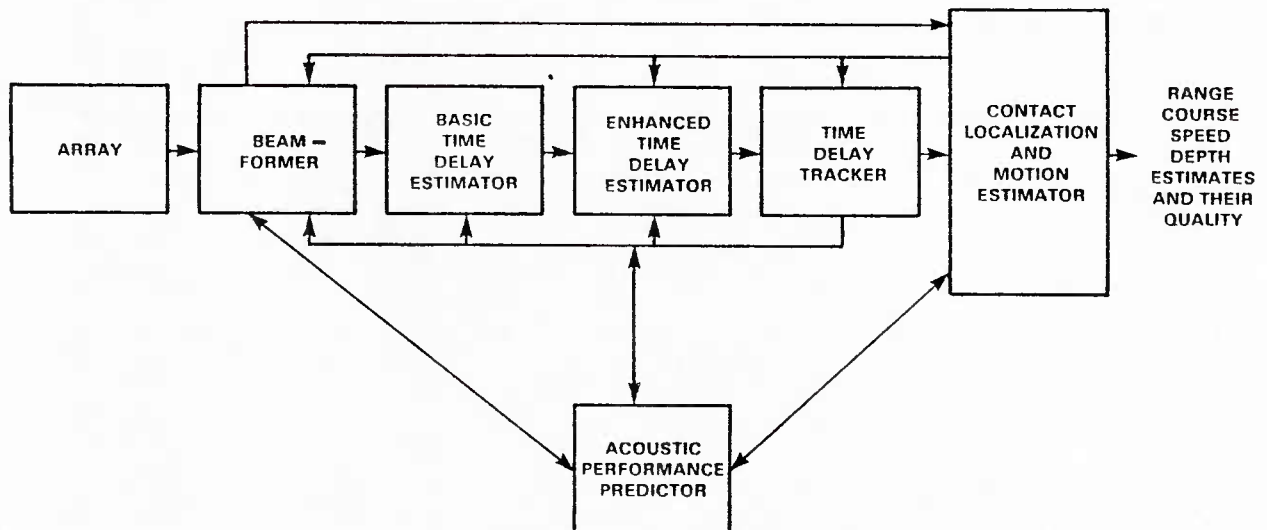 ARRAY
BEAM –
FORMER
BASIC
TIME
DELAY
ESTIMATOR
ENHANCED
TIME
DELAY
ESTIMATOR
TIME
DELAY
TRACKER
CONTACT
LOCALIZATION
AND
MOTION
ESTIMATOR
RANGE
COURSE
SPEED
DEPTH
ESTIMATES
AND THEIR
QUALITY
ACOUSTIC
PERFORMANCE
PREDICTOR